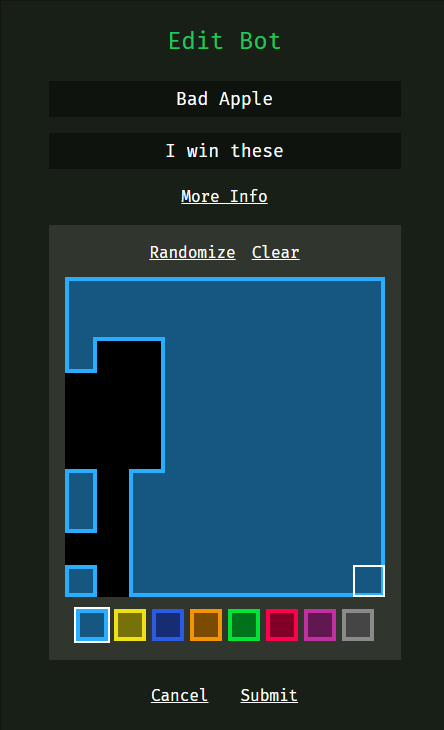 Edit Bot
Bad Apple
I win these
More Info
Randomize Clear
Cancel Submit